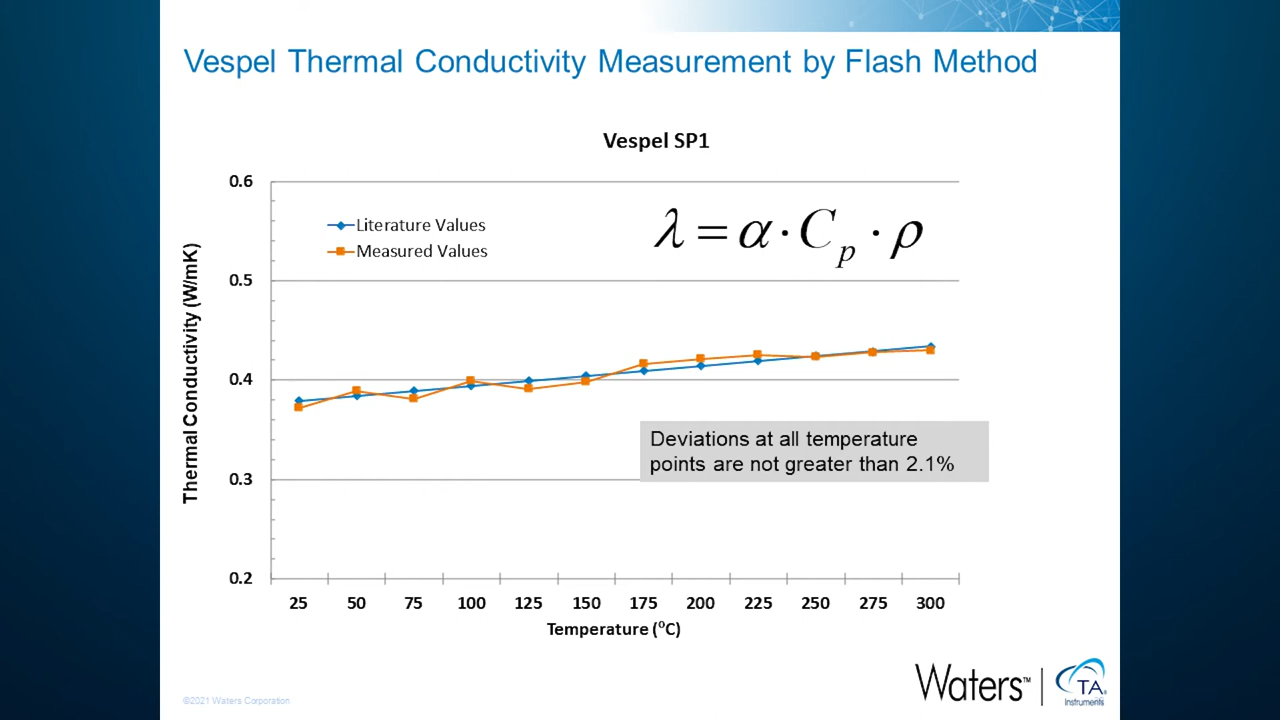 Vespel Thermal Conductivity Measurement by Flash Method
Vespel SP1
0.6
0.5
0.4
0.3
0.2
Thermal Conductivity (W/mK)
Literature Values
Measured Values
λ = α · Cp · ρ
Deviations at all temperature
points are not greater than 2.1%
25 50 75 100 125 150 175 200 225 250 275 300
Temperature (⁰C)
©2021 Waters Corporation
Waters™
TA
Instruments